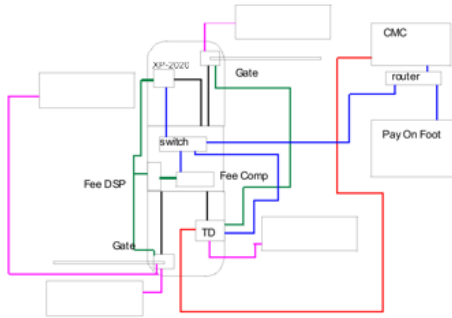 CMC
XP-2020
Gate
router
Pay On Foot
switch
Fee Comp
Fee DSP
TD
Gate